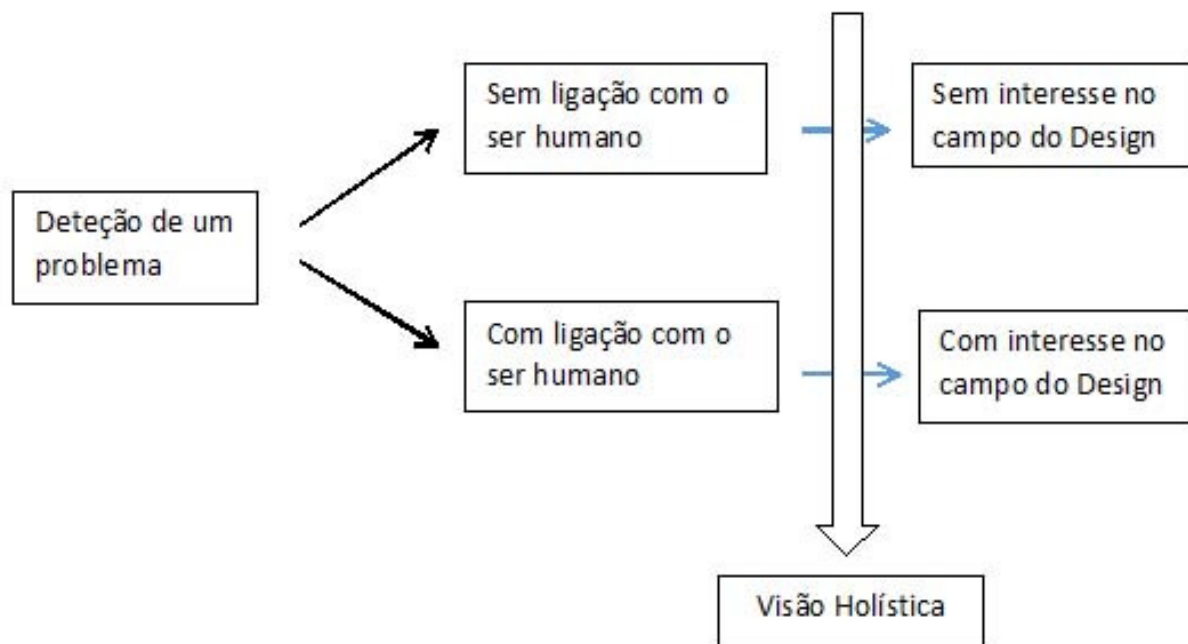 Sem ligação com o
ser humano
Sem interesse no
campo do Design
Deteção de um
problema
Com ligação com o
ser humano
Com interesse no
campo do Design
Visão Holística